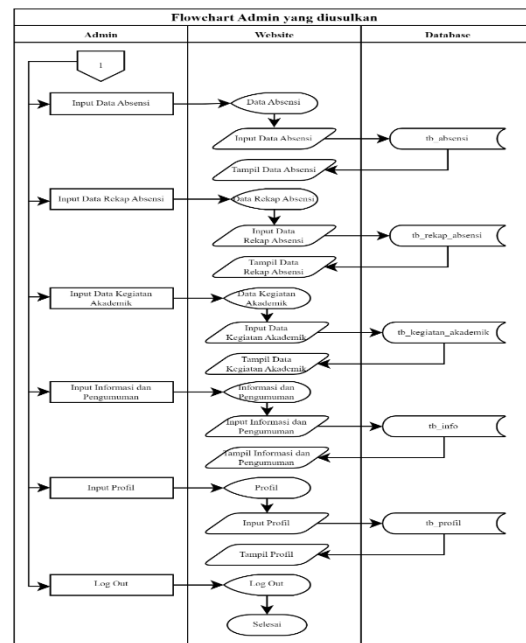 Flowchart Admin yang diusulkan
Admin
Website
Database
1
Input Data Absensi
Data Absensi
Input Data Absensi
tb_absensi
Tampil Data Absensi
Input Data Rekap Absensi
Data Rekap Absensi
Input Data
Rekap Absensi
tb_rekap_absensi
Tampil Data
Rekap Absensi
Input Data Kegiatan
Akademik
Data Kegiatan
Akademik
Input Data
Kegiatan Akademik
tb_kegiatan_akademik
Tampil Data
Kegiatan Akademik
Input Informasi dan
Pengumuman
Informasi dan
Pengumuman
Input Informasi dan
Pengumuman
tb_info
Tampil Informasi dan
Pengumuman
Input Profil
Profil
Input Profil
tb_profil
Tampil Profil
Log Out
Log Out
Selesai